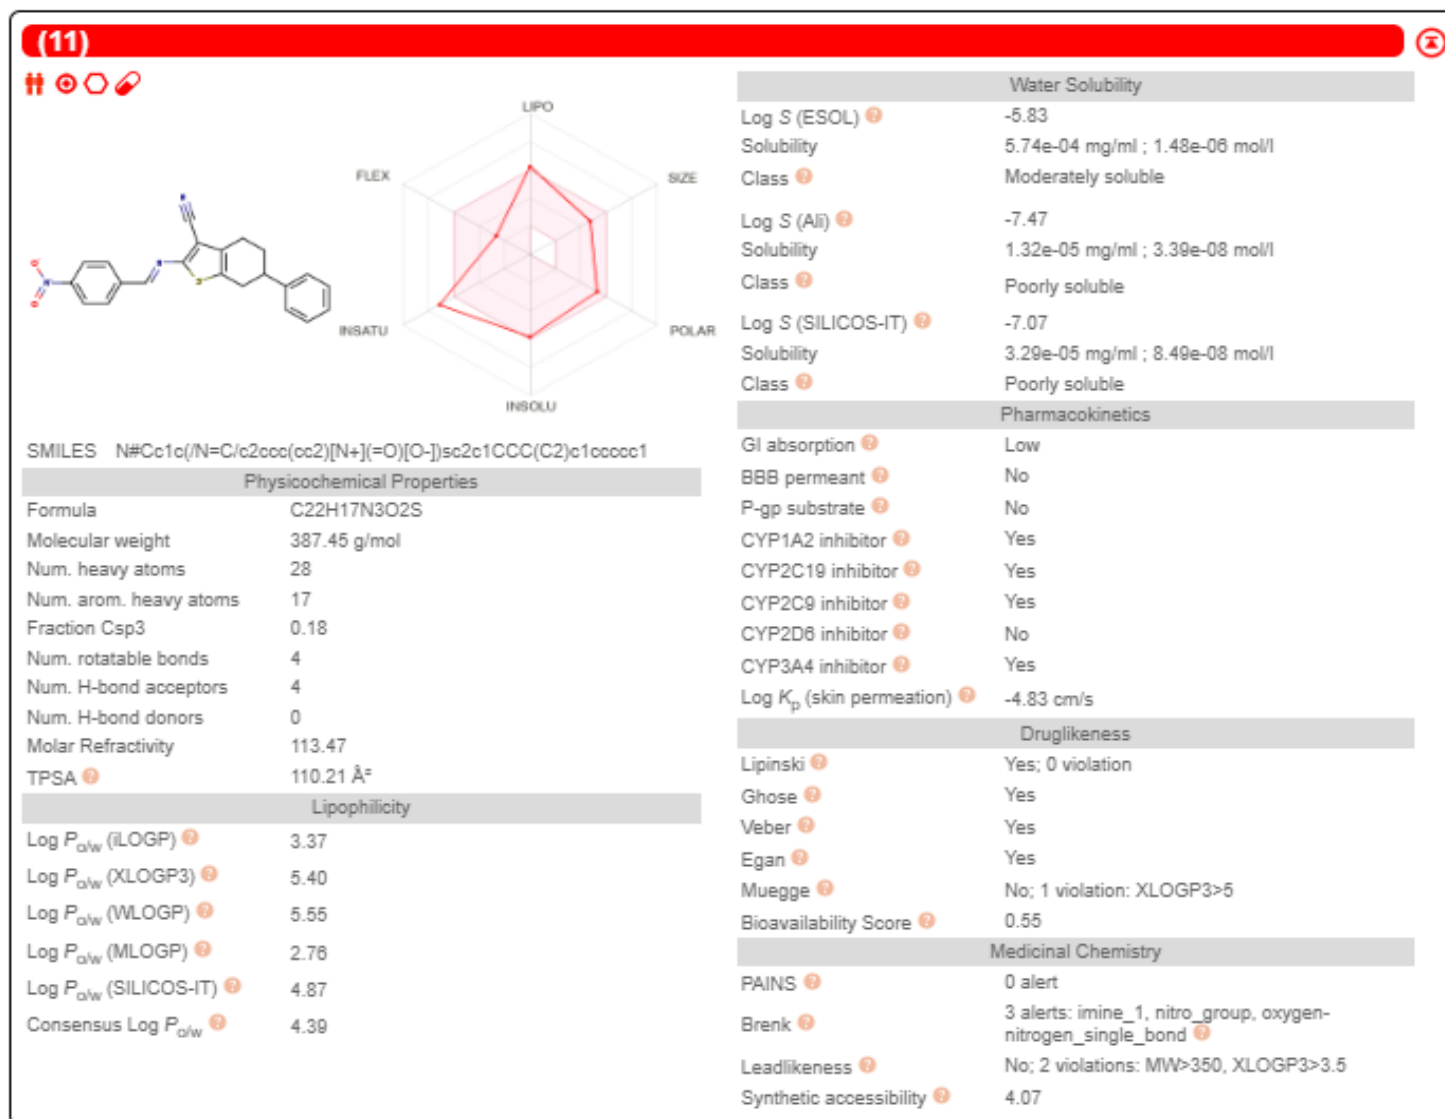 (11)
LIPO
FLEX
SIZE
INSATU
POLAR
INSOLU
SMILES N#Cc1c(/N=C/c2ccc(cc2)[N+](=O)[O-])sc2c1CCC(C2)c1ccccc1
Physicochemical Properties
Formula C22H17N3O2S
Molecular weight 387.45 g/mol
Num. heavy atoms 28
Num. arom. heavy atoms 17
Fraction Csp3 0.18
Num. rotatable bonds 4
Num. H-bond acceptors 4
Num. H-bond donors 0
Molar Refractivity 113.47
TPSA ? 110.21 Å²
Lipophilicity
Log Po/w (iLOGP) ? 3.37
Log Po/w (XLOGP3) ? 5.40
Log Po/w (WLOGP) ? 5.55
Log Po/w (MLOGP) ? 2.76
Log Po/w (SILICOS-IT) ? 4.87
Consensus Log Po/w ? 4.39
Water Solubility
Log S (ESOL) ? -5.83
Solubility 5.74e-04 mg/ml ; 1.48e-06 mol/l
Class ? Moderately soluble
Log S (Ali) ? -7.47
Solubility 1.32e-05 mg/ml ; 3.39e-08 mol/l
Class ? Poorly soluble
Log S (SILICOS-IT) ? -7.07
Solubility 3.29e-05 mg/ml ; 8.49e-08 mol/l
Class ? Poorly soluble
Pharmacokinetics
GI absorption ? Low
BBB permeant ? No
P-gp substrate ? No
CYP1A2 inhibitor ? Yes
CYP2C19 inhibitor ? Yes
CYP2C9 inhibitor ? Yes
CYP2D6 inhibitor ? No
CYP3A4 inhibitor ? Yes
Log Kp (skin permeation) ? -4.83 cm/s
Druglikeness
Lipinski ? Yes; 0 violation
Ghose ? Yes
Veber ? Yes
Egan ? Yes
Muegge ? No; 1 violation: XLOGP3>5
Bioavailability Score ? 0.55
Medicinal Chemistry
PAINS ? 0 alert
Brenk ? 3 alerts: imine_1, nitro_group, oxygen-
nitrogen_single_bond ?
Leadlikeness ? No; 2 violations: MW>350, XLOGP3>3.5
Synthetic accessibility ? 4.07